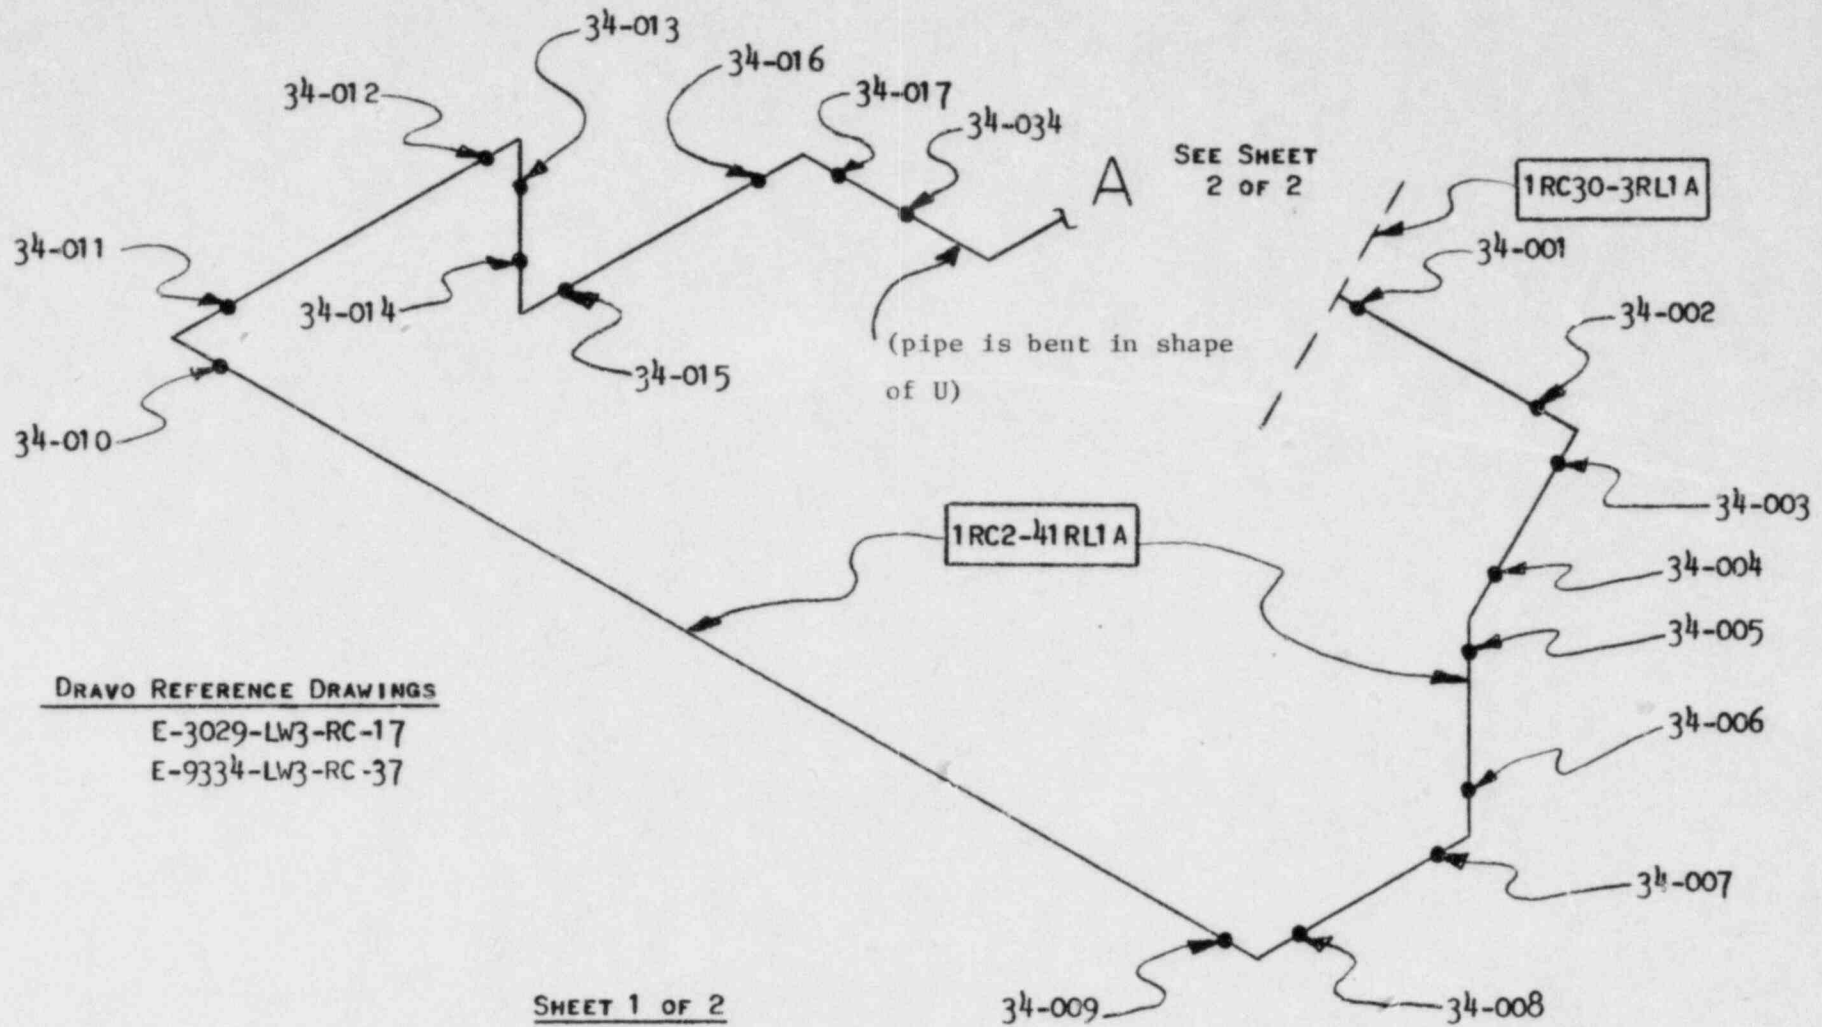 34-013
34-012
34-016
34-017
34-034
A
SEE SHEET
2 OF 2
1RC30-3RL1A
34-011
34-001
34-014
34-002
(pipe is bent in shape
of U)
34-015
34-010
34-003
1RC2-41RL1A
34-004
34-005
DRAVO REFERENCE DRAWINGS
E-3029-LW3-RC-17
E-9334-LW3-RC-37
34-006
34-007
SHEET 1 OF 2
34-009
34-008